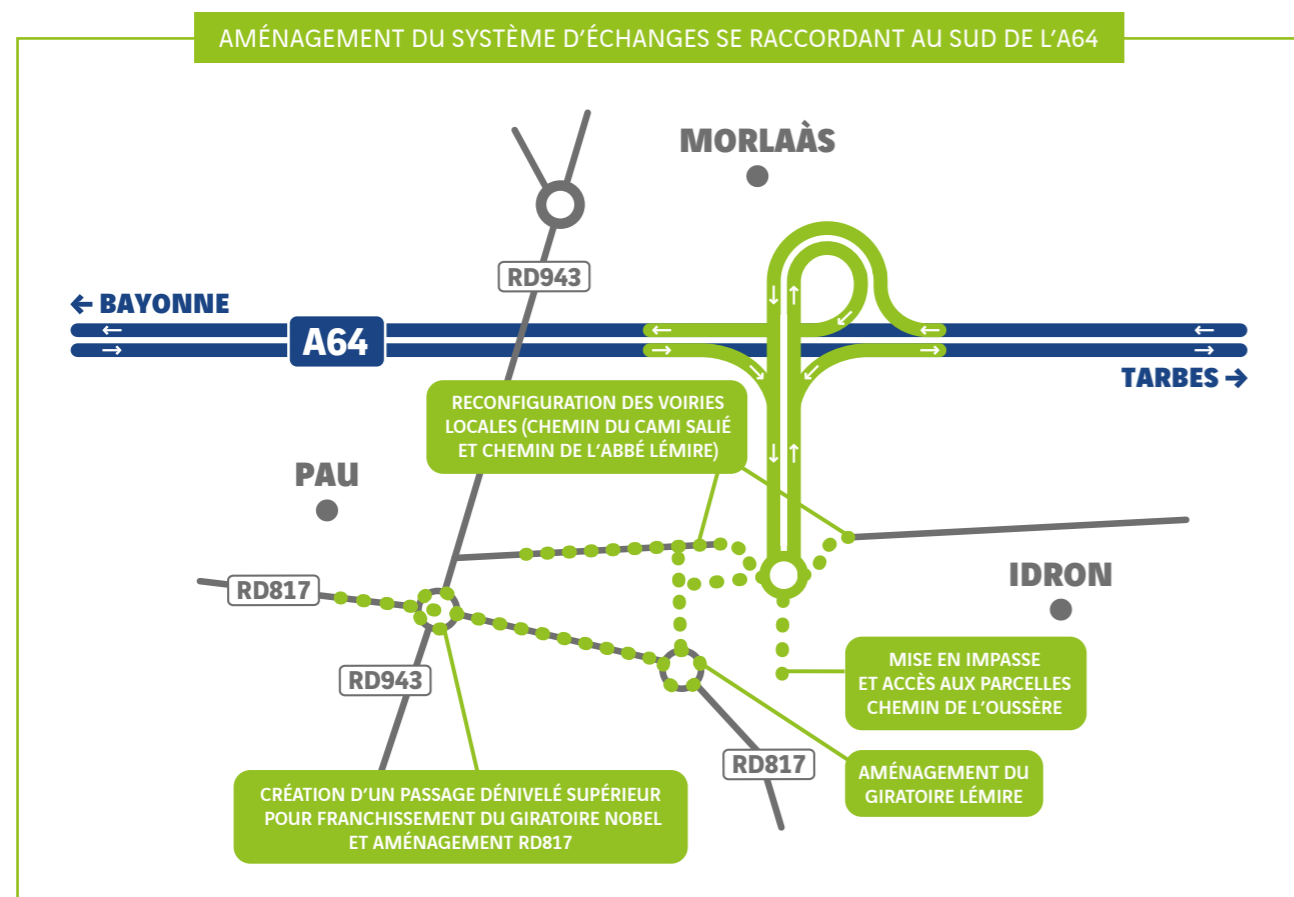 AMÉNAGEMENT DU SYSTÈME D'ÉCHANGES SE RACCORDANT AU SUD DE L'A64
MORLAÀS
RD943
← BAYONNE
A64
TARBES →
RECONFIGURATION DES VOIRIES
LOCALES (CHEMIN DU CAMI SALIÉ
ET CHEMIN DE L'ABBÉ LÉMIRE)
PAU
IDRON
RD817
RD943
MISE EN IMPASSE
ET ACCÈS AUX PARCELLES
CHEMIN DE L'OUSSÈRE
RD817
AMÉNAGEMENT DU
GIRATOIRE LÉMIRE
CRÉATION D'UN PASSAGE DÉNIVELÉ SUPÉRIEUR
POUR FRANCHISSEMENT DU GIRATOIRE NOBEL
ET AMÉNAGEMENT RD817